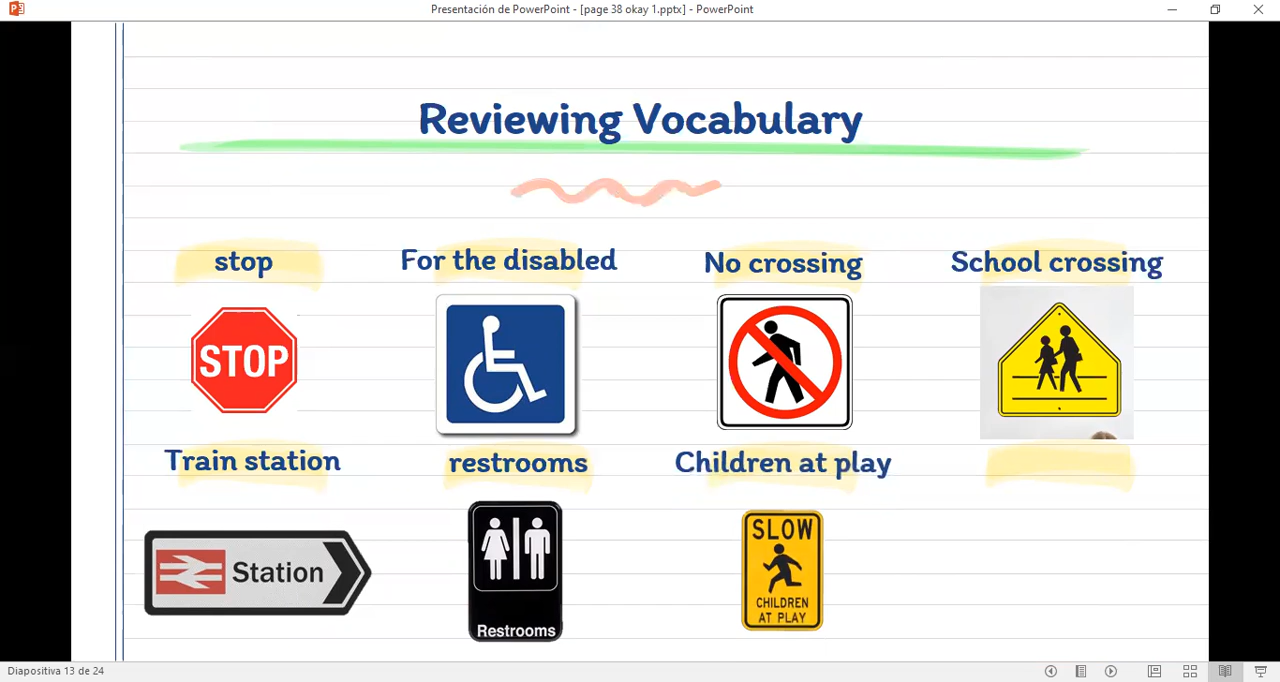 Presentación de PowerPoint - [page 38 okay 1.pptx] - PowerPoint
Reviewing Vocabulary
stop
For the disabled
No crossing
School crossing
STOP
Train station
restrooms
Children at play
Station
Restrooms
SLOW
CHILDREN
AT PLAY
Diapositiva 13 de 24